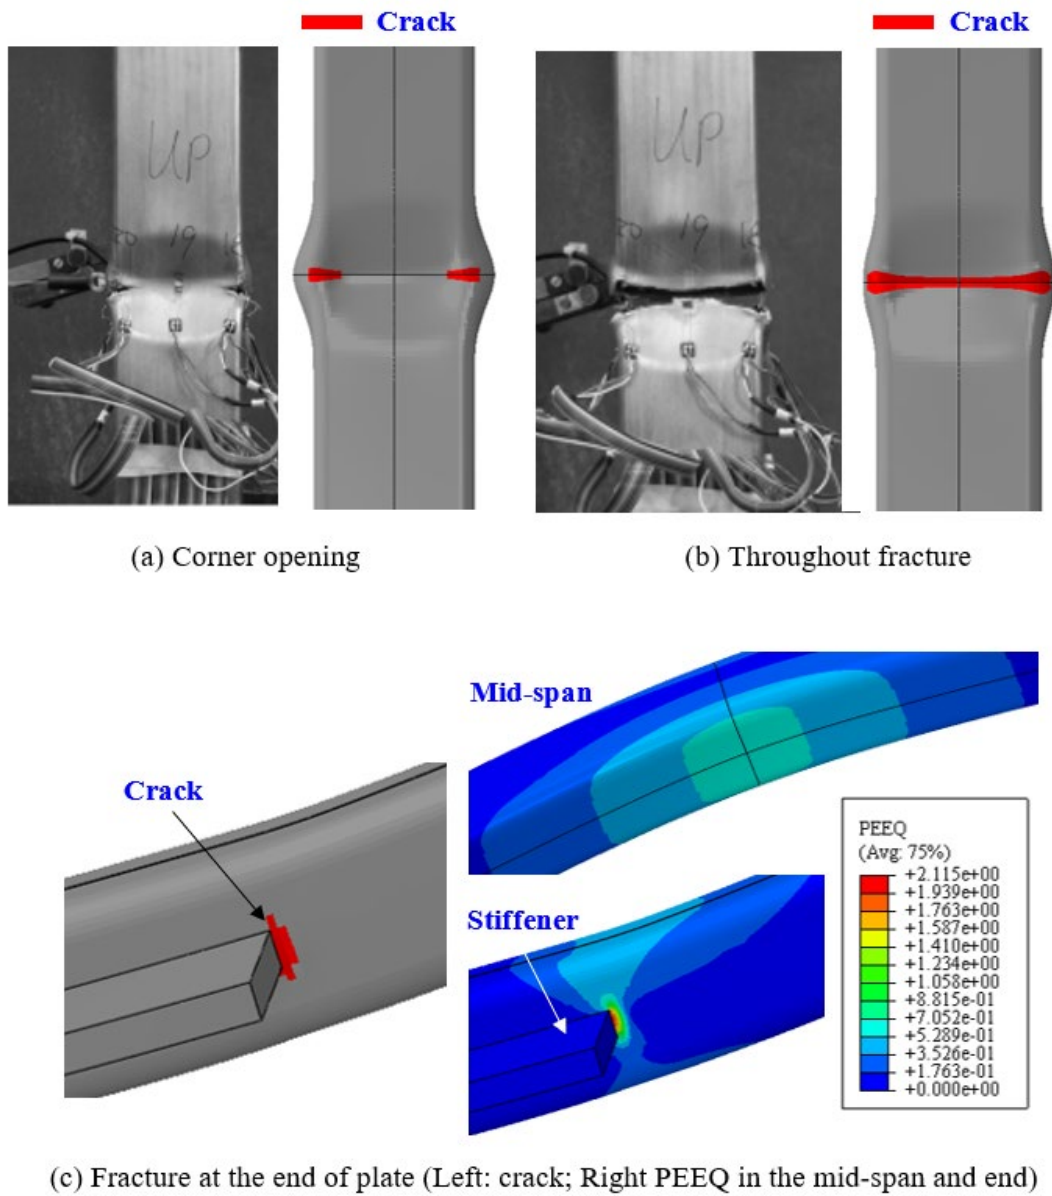 Crack
Crack
UP
19
UP
19
(a) Corner opening
(b) Throughout fracture
Mid-span
Crack
Stiffener
PEEQ
(Avg: 75%)
+2.115e+00
+1.939e+00
+1.763e+00
+1.587e+00
+1.410e+00
+1.234e+00
+1.058e+00
+8.815e-01
+7.052e-01
+5.289e-01
+3.526e-01
+1.763e-01
+0.000e+00
(c) Fracture at the end of plate (Left: crack; Right PEEQ in the mid-span and end)